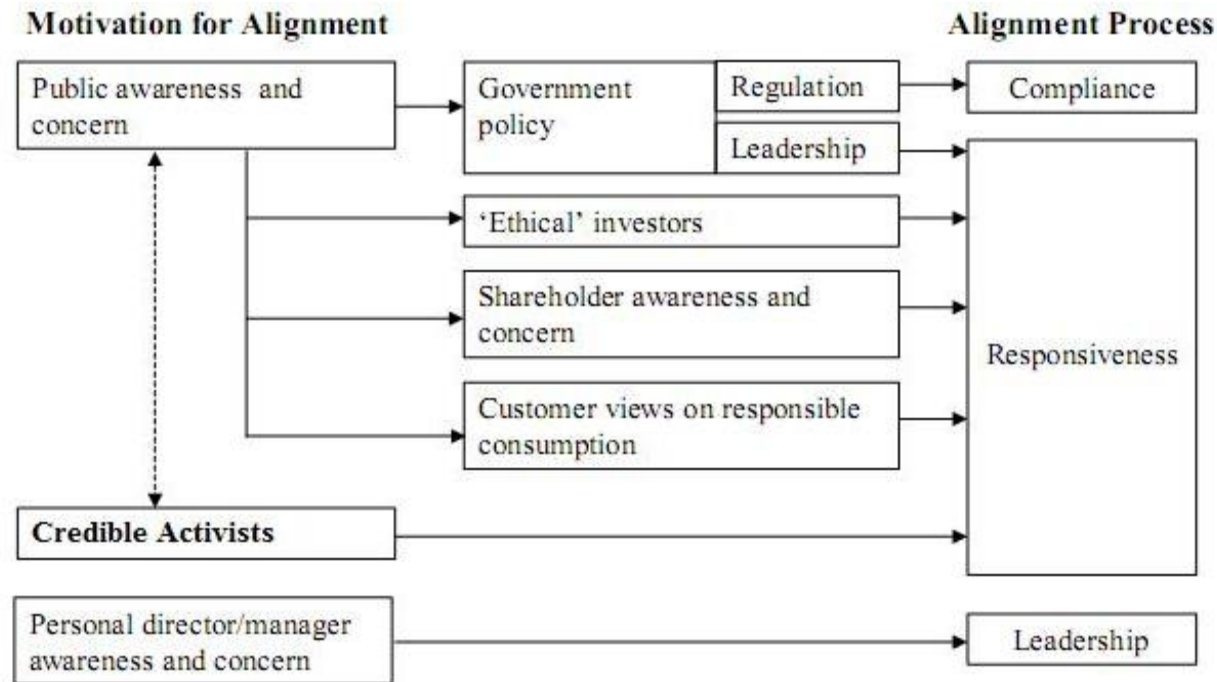 Motivation for Alignment
Alignment Process
Public awareness and
concern
Government
policy
Regulation
Leadership
Compliance
‘Ethical’ investors
Shareholder awareness and
concern
Customer views on responsible
consumption
Responsiveness
Credible Activists
Personal director/manager
awareness and concern
Leadership